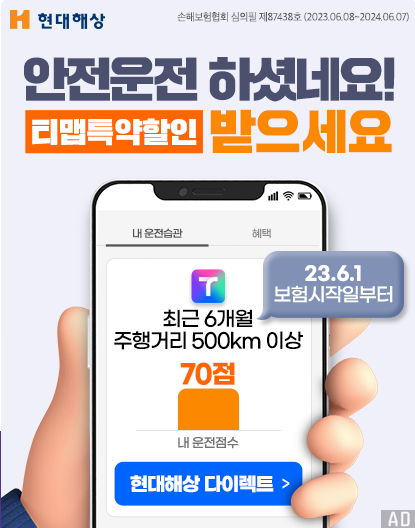 현대해상
손해보험협회 심의필 제87438호 (2023.06.08~2024.06.07)
안전운전 하셨네요!
티맵특약할인 받으세요
내 운전습관 혜택
23.6.1
보험시작일부터
T
최근 6개월
주행거리 500km 이상
70점
내 운전점수
현대해상 다이렉트 >
AD